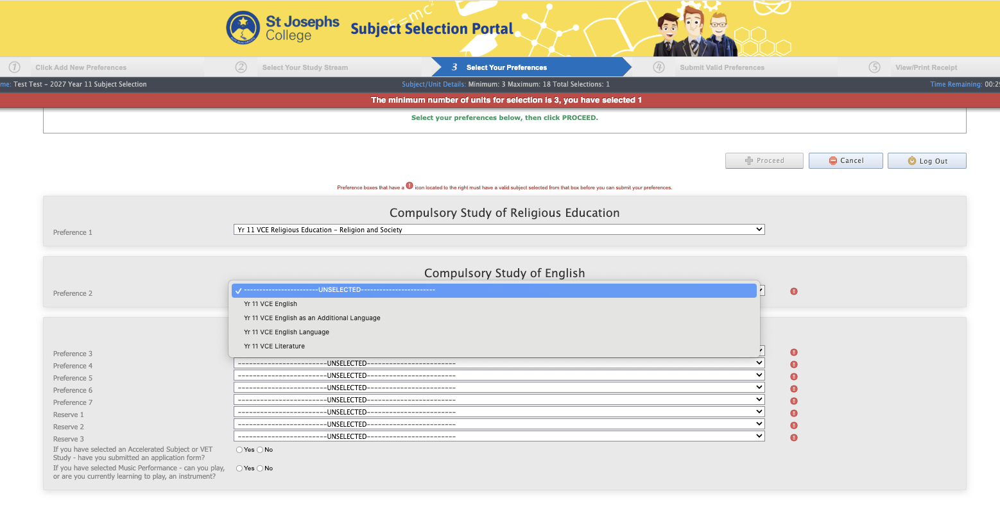 St Josephs
College
Subject Selection Portal
E=mc²
1 Click Add New Preferences
2 Select Your Study Stream
3 Select Your Preferences
4 Submit Valid Preferences
5 View/Print Receipt
me: Test Test – 2027 Year 11 Subject Selection
Subject/Unit Details: Minimum: 3 Maximum: 18 Total Selections: 1
Time Remaining: 00:2
The minimum number of units for selection is 3, you have selected 1
Select your preferences below, then click PROCEED.
Proceed
Cancel
Log Out
Preference boxes that have a ! icon located to the right must have a valid subject selected from that box before you can submit your preferences.
Compulsory Study of Religious Education
Preference 1
Yr 11 VCE Religious Education – Religion and Society
Compulsory Study of English
Preference 2
------------------------UNSELECTED------------------------
Yr 11 VCE English
Yr 11 VCE English as an Additional Language
Yr 11 VCE English Language
Yr 11 VCE Literature
Preference 3
Preference 4
------------------------UNSELECTED------------------------
Preference 5
------------------------UNSELECTED------------------------
Preference 6
------------------------UNSELECTED------------------------
Preference 7
------------------------UNSELECTED------------------------
Reserve 1
------------------------UNSELECTED------------------------
Reserve 2
------------------------UNSELECTED------------------------
Reserve 3
------------------------UNSELECTED------------------------
If you have selected an Accelerated Subject or VET
Study - have you submitted an application form?
Yes No
If you have selected Music Performance - can you play,
or are you currently learning to play, an instrument?
Yes No